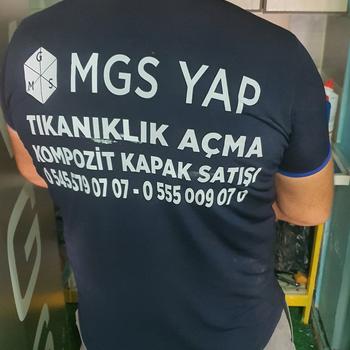 G
M S
MGS YAP
TIKANIKLIK AÇMA
KOMPOZİT KAPAK SATIŞI
0 545 579 07 07 - 0 555 009 07 0